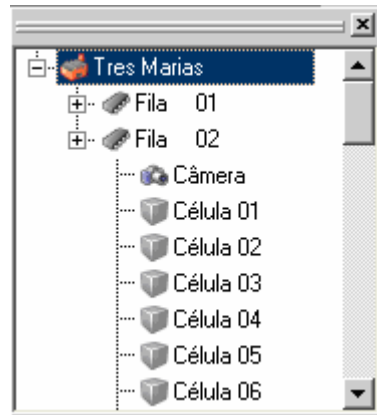 Tres Marias
Fila 01
Fila 02
Câmera
Célula 01
Célula 02
Célula 03
Célula 04
Célula 05
Célula 06